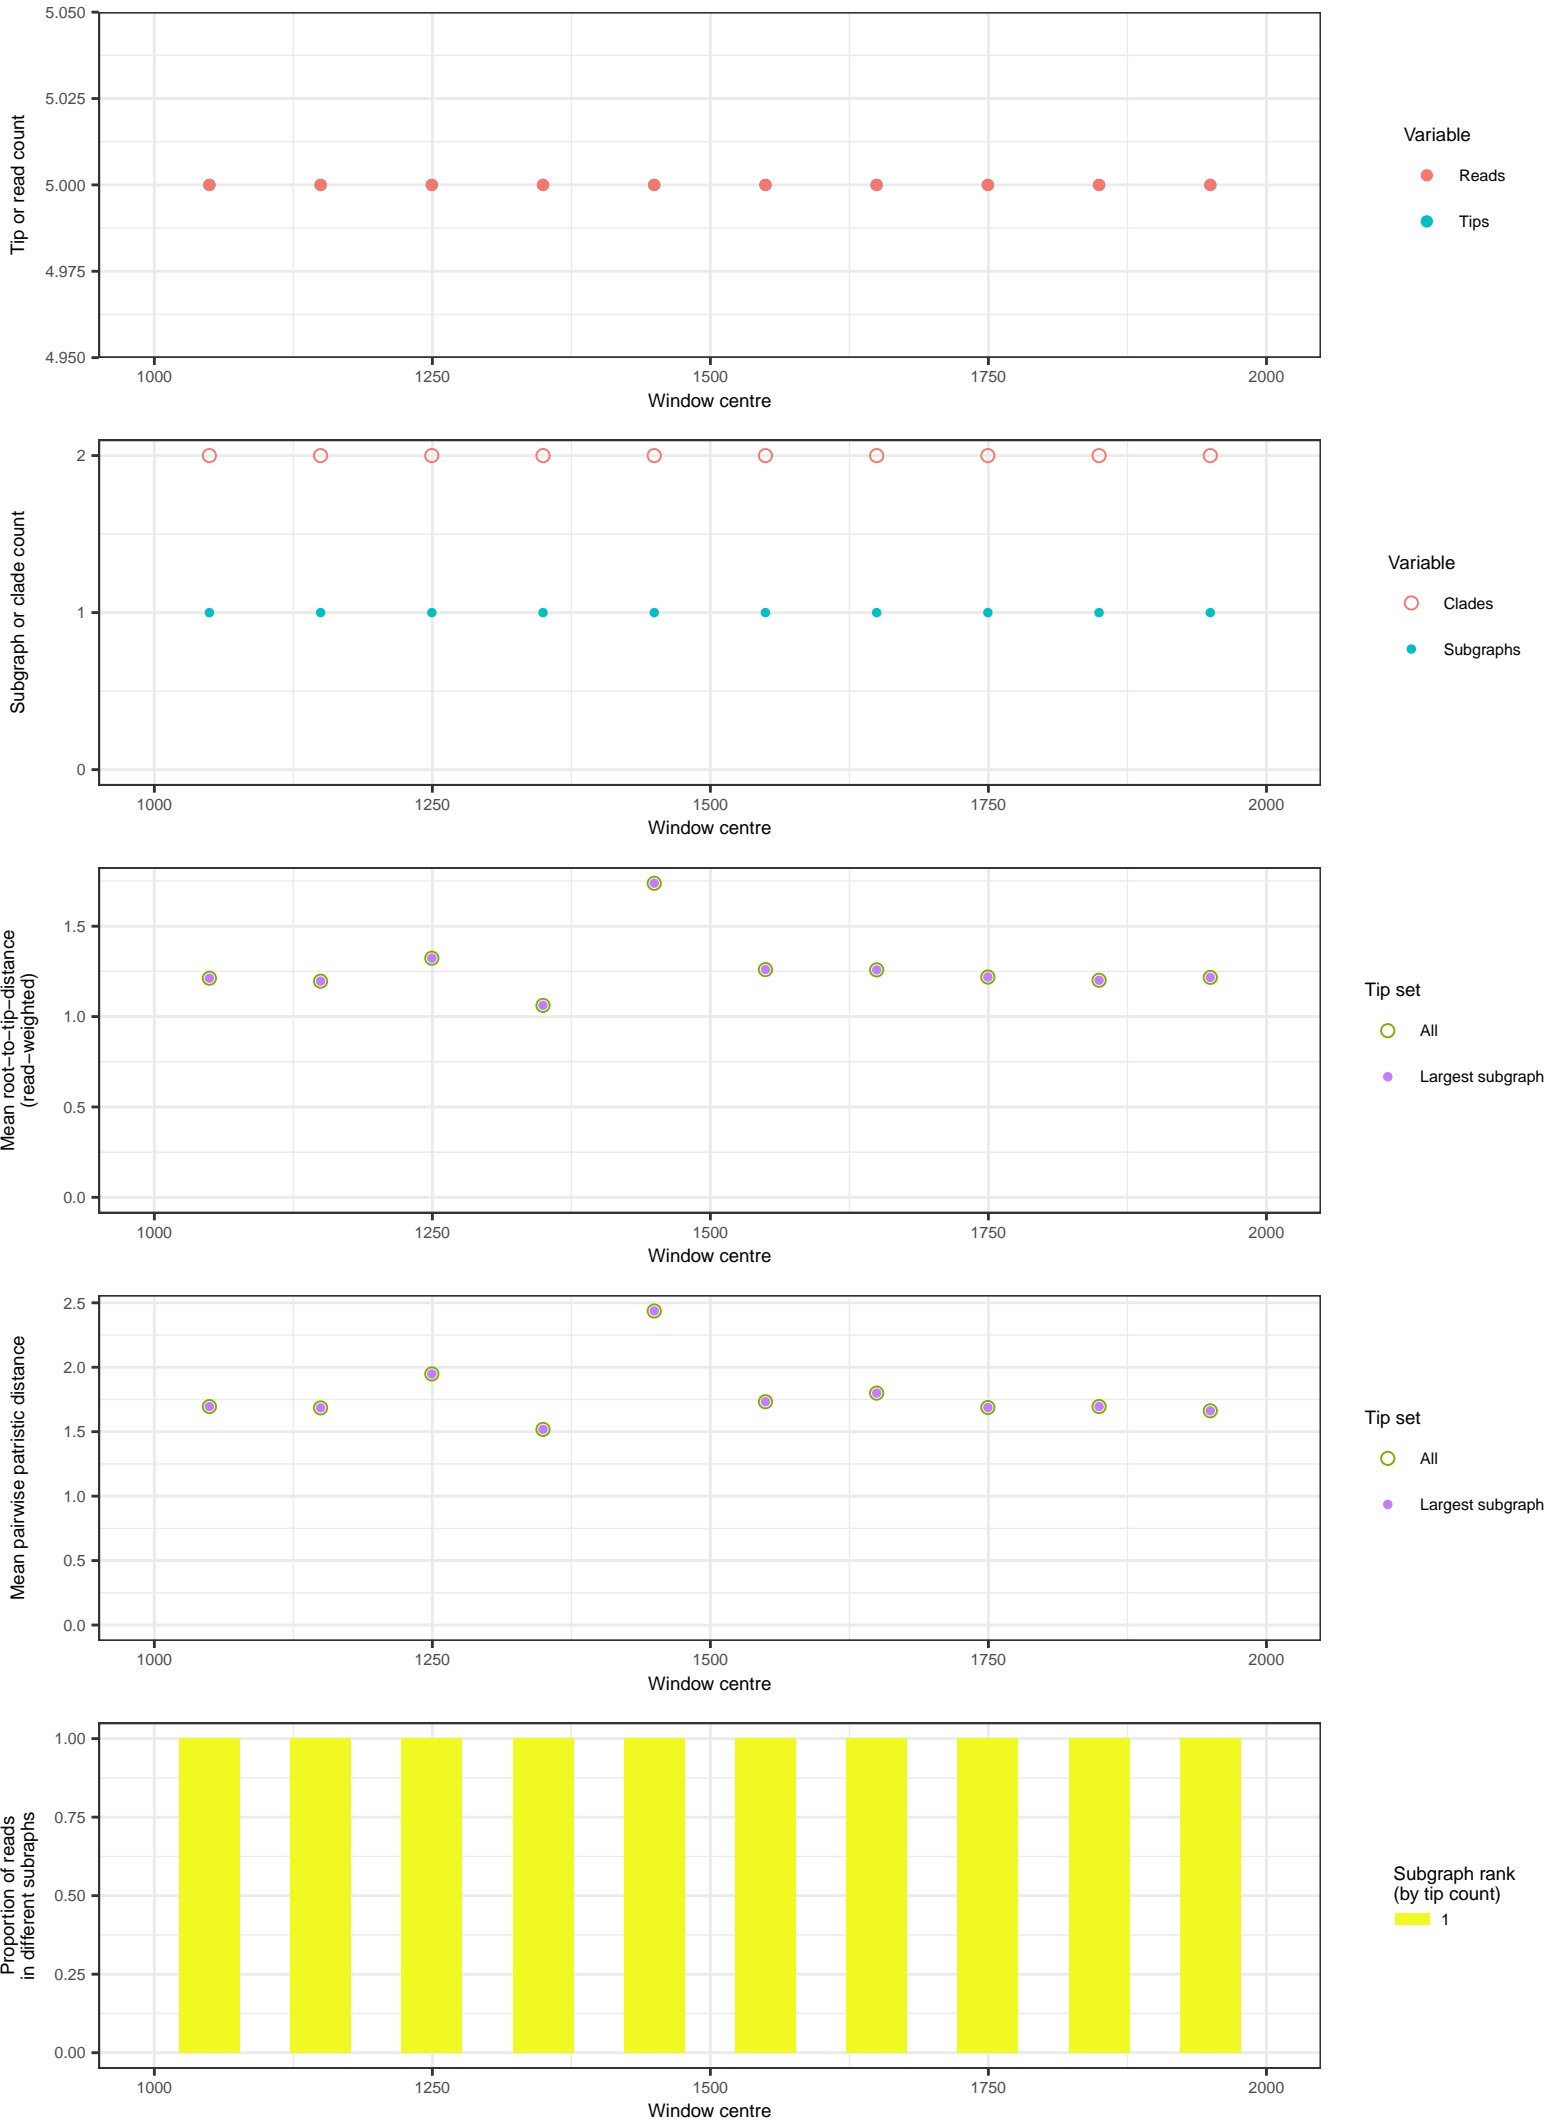 5.050
5.025
5.000
4.975
4.950
Tip or read count
1000 1250 1500 1750 2000
Window centre
Variable
Reads
Tips
2
1
0
Subgraph or clade count
1000 1250 1500 1750 2000
Window centre
Variable
Clades
Subgraphs
1.5
1.0
0.5
0.0
Mean root−to−tip−distance
(read−weighted)
1000 1250 1500 1750 2000
Window centre
Tip set
All
Largest subgraph
2.5
2.0
1.5
1.0
0.5
0.0
Mean pairwise patristic distance
1000 1250 1500 1750 2000
Window centre
Tip set
All
Largest subgraph
1.00
0.75
0.50
0.25
0.00
Proportion of reads
in different subraphs
1000 1250 1500 1750 2000
Window centre
Subgraph rank
(by tip count)
1